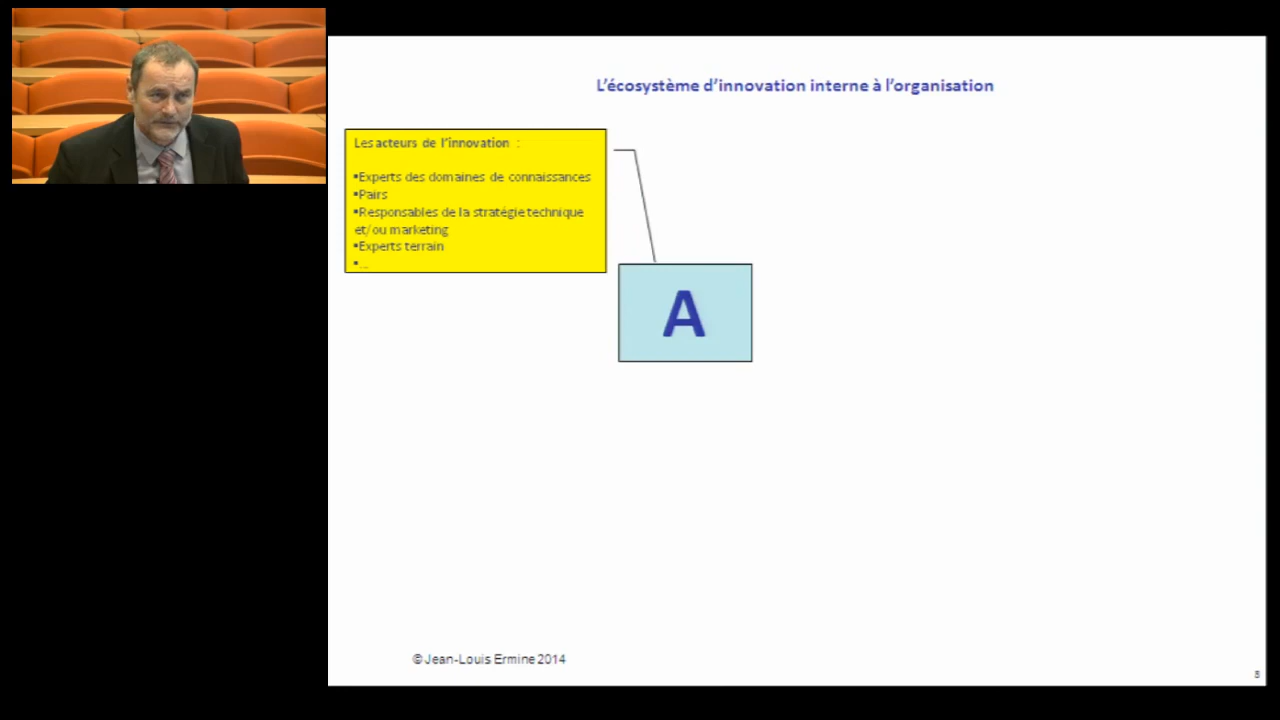 L’écosystème d’innovation interne à l’organisation
Les acteurs de l’innovation :
▪Experts des domaines de connaissances
▪Pairs
▪Responsables de la stratégie technique
et/ou marketing
▪Experts terrain
▪...
A
© Jean-Louis Ermine 2014
8